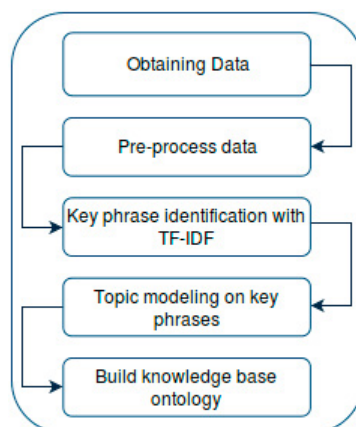 Obtaining Data
Pre-process data
Key phrase identification with
TF-IDF
Topic modeling on key
phrases
Build knowledge base
ontology